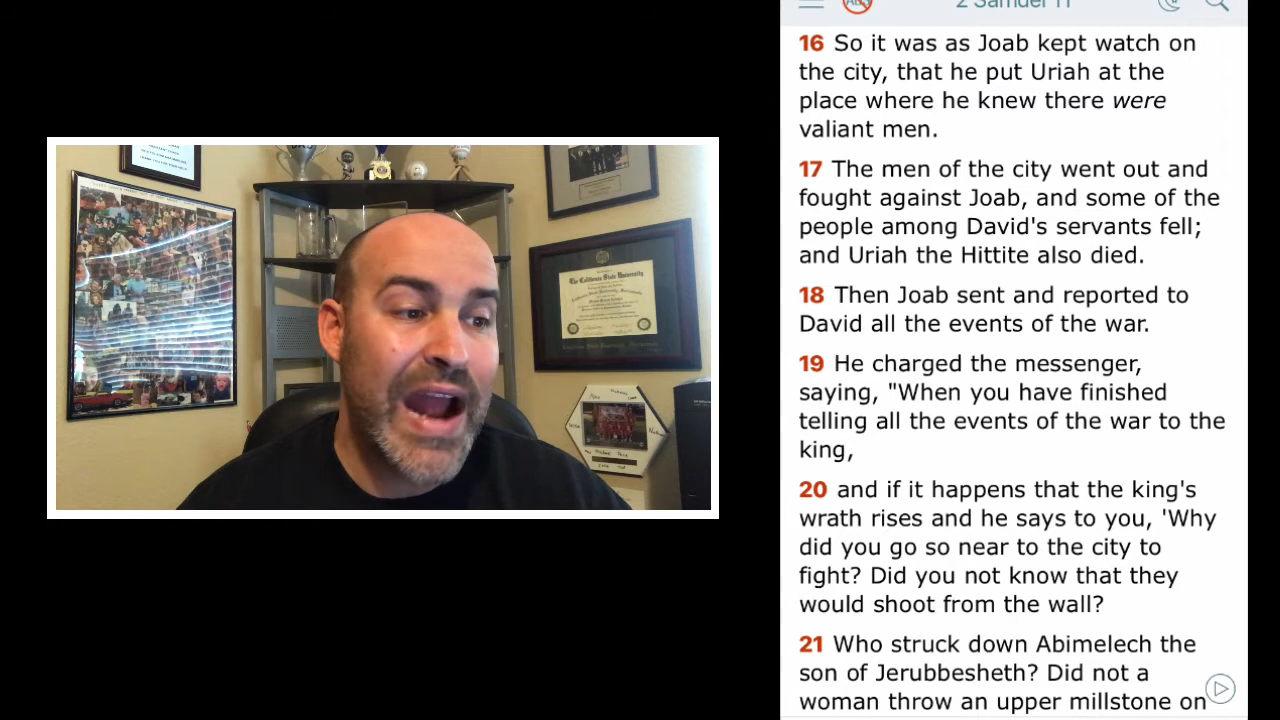 2 Samuel 11
16 So it was as Joab kept watch on
the city, that he put Uriah at the
place where he knew there were
valiant men.
17 The men of the city went out and
fought against Joab, and some of the
people among David's servants fell;
and Uriah the Hittite also died.
18 Then Joab sent and reported to
David all the events of the war.
19 He charged the messenger,
saying, "When you have finished
telling all the events of the war to the
king,
20 and if it happens that the king's
wrath rises and he says to you, 'Why
did you go so near to the city to
fight? Did you not know that they
would shoot from the wall?
21 Who struck down Abimelech the
son of Jerubbesheth? Did not a
woman throw an upper millstone on
The California State University